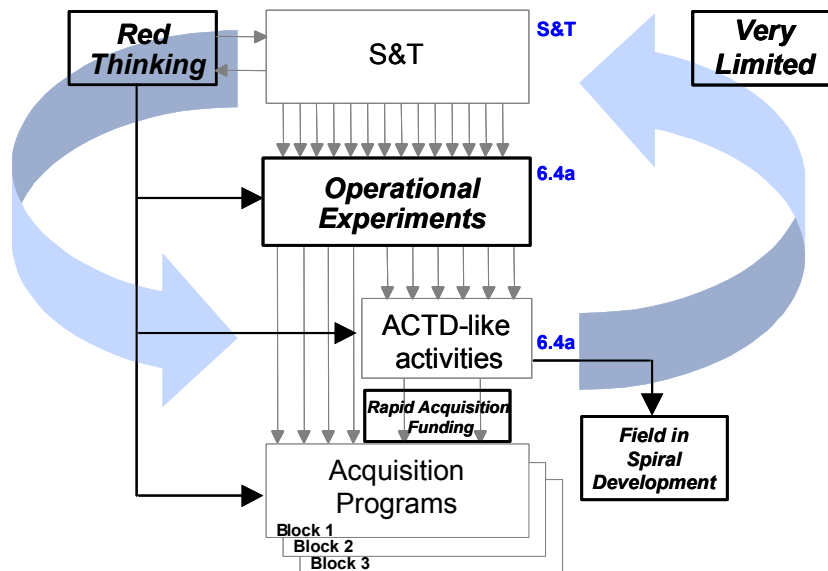 Red
Thinking
S&T
S&T
Very
Limited
Operational
Experiments
6.4a
ACTD-like
activities
6.4a
Rapid Acquisition
Funding
Field in
Spiral
Development
Acquisition
Programs
Block 1
Block 2
Block 3